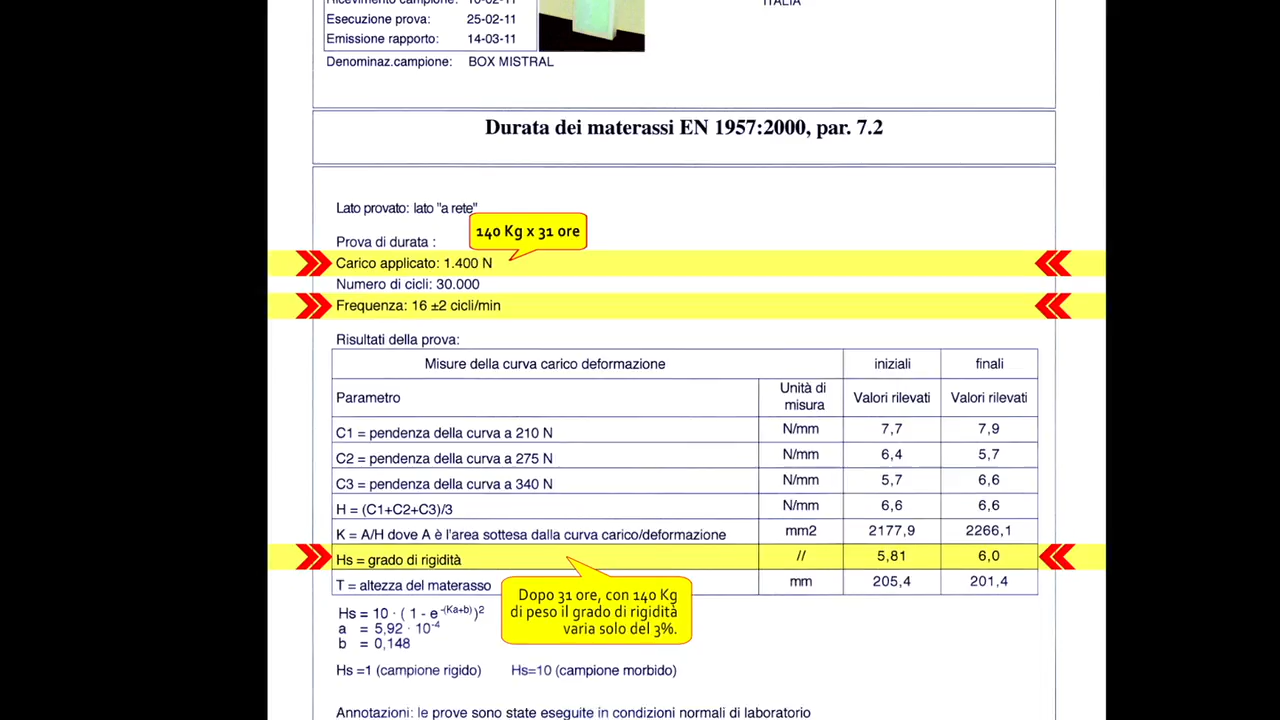 Ricevimento campione: 10-02-11
ITALIA
Esecuzione prova: 25-02-11
Emissione rapporto: 14-03-11
Denominaz.campione: BOX MISTRAL
Durata dei materassi EN 1957:2000, par. 7.2
Lato provato: lato "a rete"
140 Kg x 31 ore
Prova di durata :
Carico applicato: 1.400 N
Numero di cicli: 30.000
Frequenza: 16 ±2 cicli/min
Risultati della prova:
Misure della curva carico deformazione iniziali finali
Parametro Unità di misura Valori rilevati Valori rilevati
C1 = pendenza della curva a 210 N N/mm 7,7 7,9
C2 = pendenza della curva a 275 N N/mm 6,4 5,7
C3 = pendenza della curva a 340 N N/mm 5,7 6,6
H = (C1+C2+C3)/3 N/mm 6,6 6,6
K = A/H dove A è l'area sottesa dalla curva carico/deformazione mm2 2177,9 2266,1
Hs = grado di rigidità // 5,81 6,0
T = altezza del materasso mm 205,4 201,4
Dopo 31 ore, con 140 Kg
di peso il grado di rigidità
varia solo del 3%.
Hs = 10 · ( 1 - e^-(Ka+b) )^2
a = 5,92 · 10^-4
b = 0,148
Hs =1 (campione rigido) Hs=10 (campione morbido)
Annotazioni: le prove sono state eseguite in condizioni normali di laboratorio